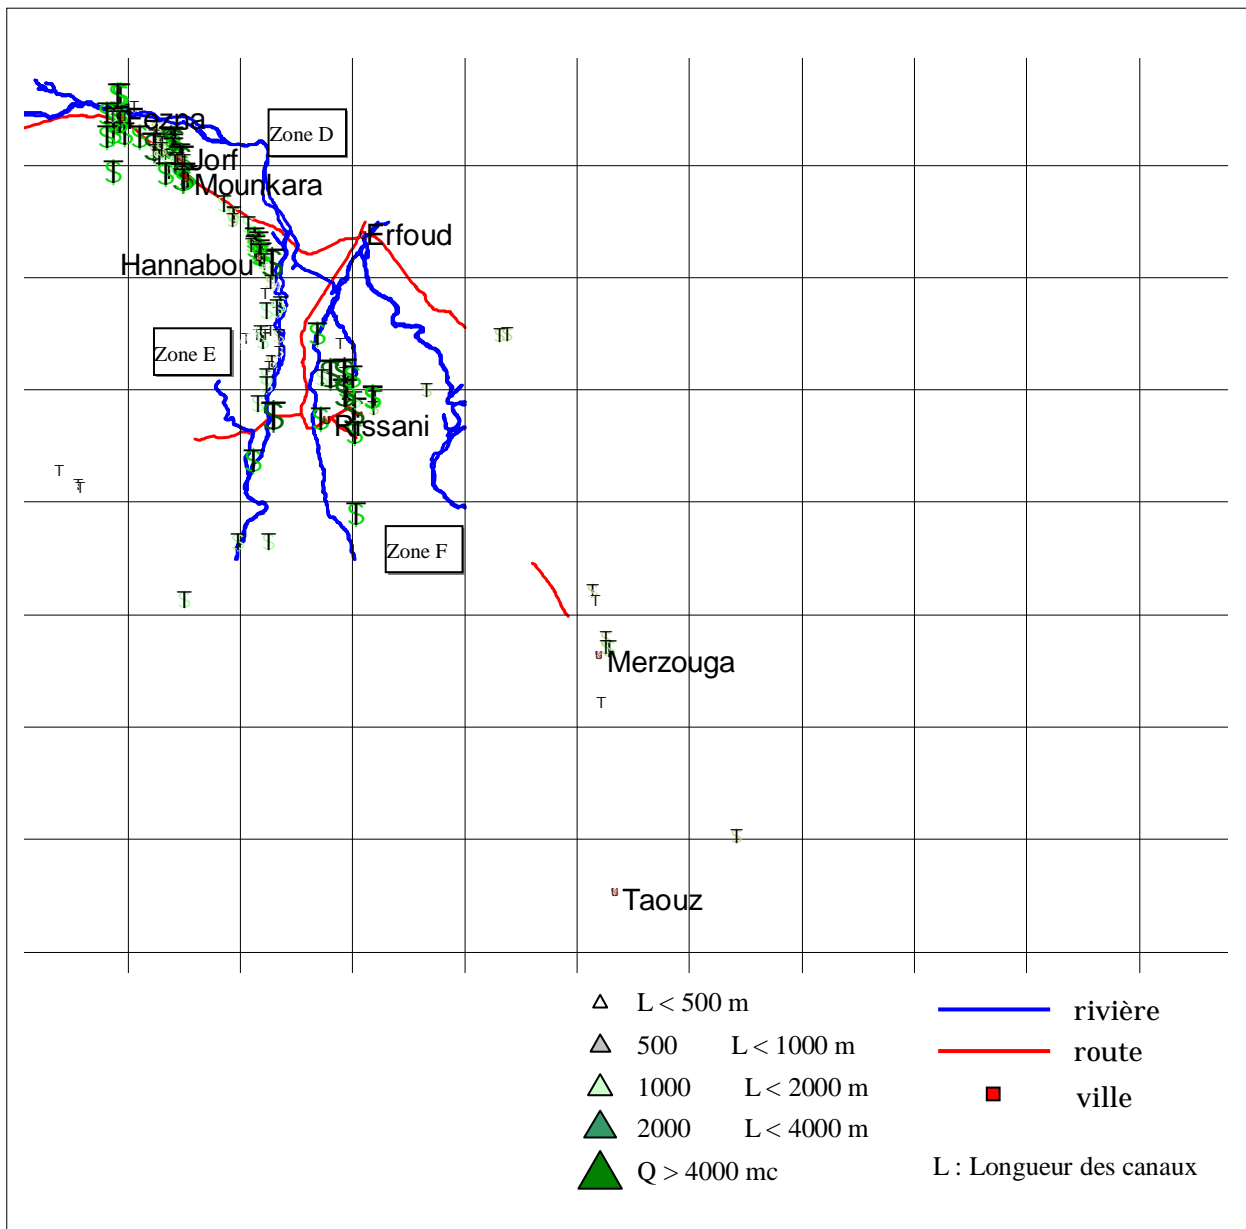 Zone D
Fezna
Jorf
Mounkara
Erfoud
Hannabou
Zone E
Rissani
Zone F
Merzouga
Taouz
L < 500 m
500 L < 1000 m
1000 L < 2000 m
2000 L < 4000 m
Q > 4000 mc
rivière
route
ville
L : Longueur des canaux